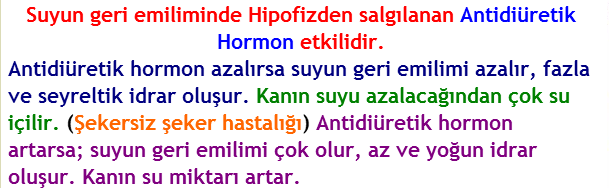 Suyun geri emiliminde Hipofizden salgılanan Antidiüretik
Hormon etkilidir.
Antidiüretik hormon azalırsa suyun geri emilimi azalır, fazla
ve seyreltik idrar oluşur. Kanın suyu azalacağından çok su
içilir. (Şekersiz şeker hastalığı) Antidiüretik hormon
artarsa; suyun geri emilimi çok olur, az ve yoğun idrar
oluşur. Kanın su miktarı artar.